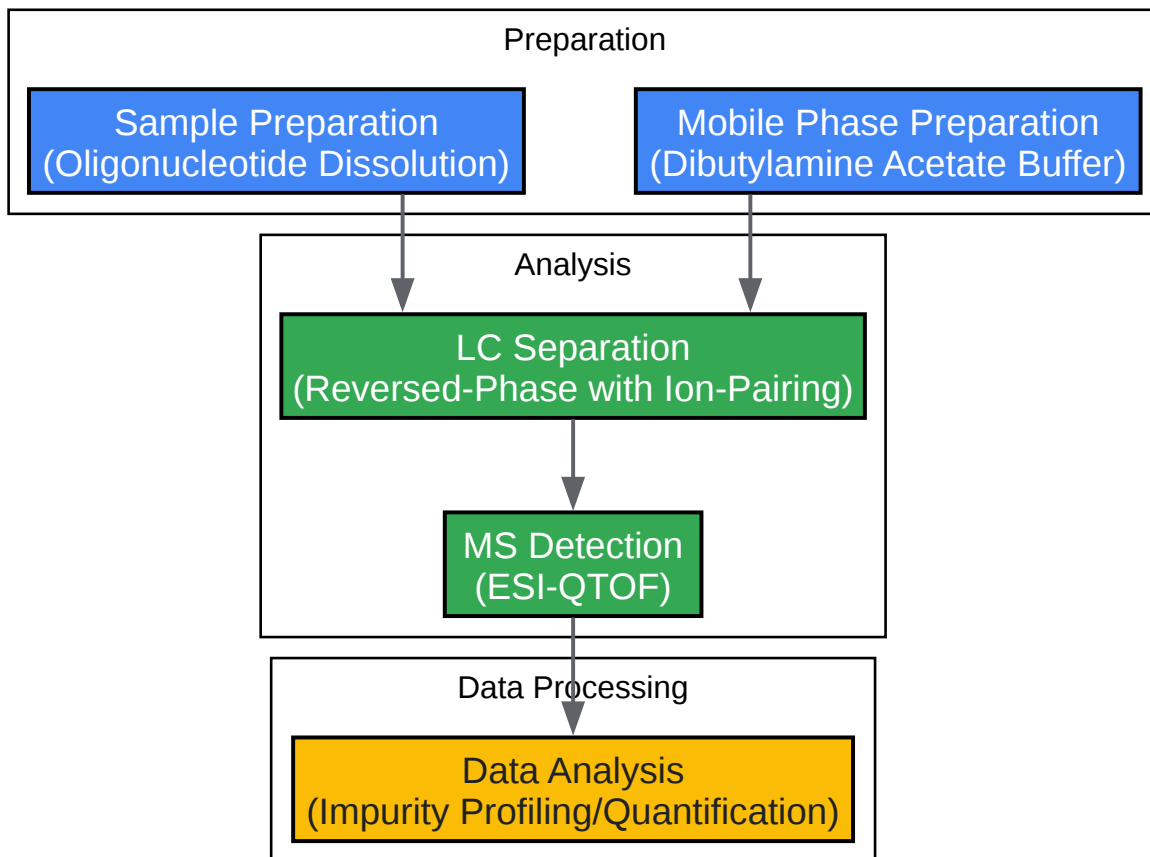 Preparation
Sample Preparation
(Oligonucleotide Dissolution)
Mobile Phase Preparation
(Dibutylamine Acetate Buffer)
Analysis
LC Separation
(Reversed-Phase with Ion-Pairing)
MS Detection
(ESI-QTOF)
Data Processing
Data Analysis
(Impurity Profiling/Quantification)